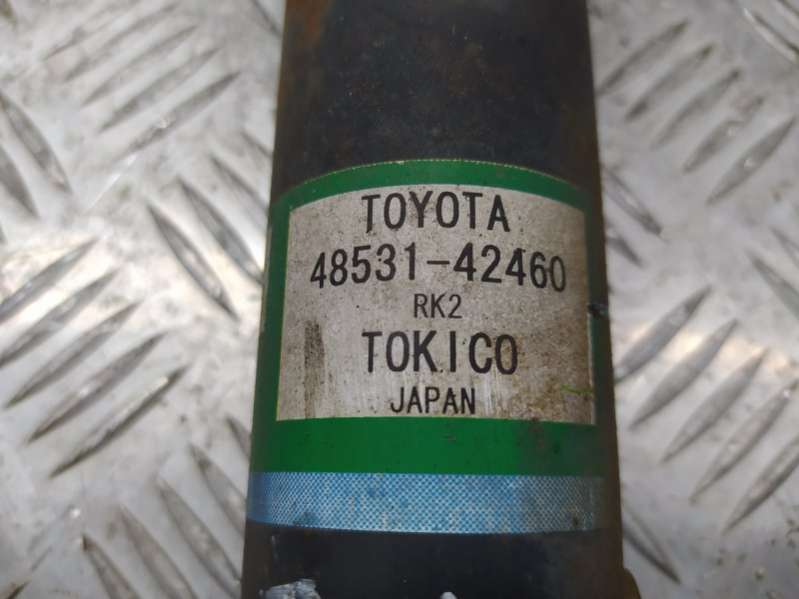 TOYOTA
48531-42460
RK2
TOKICO
JAPAN